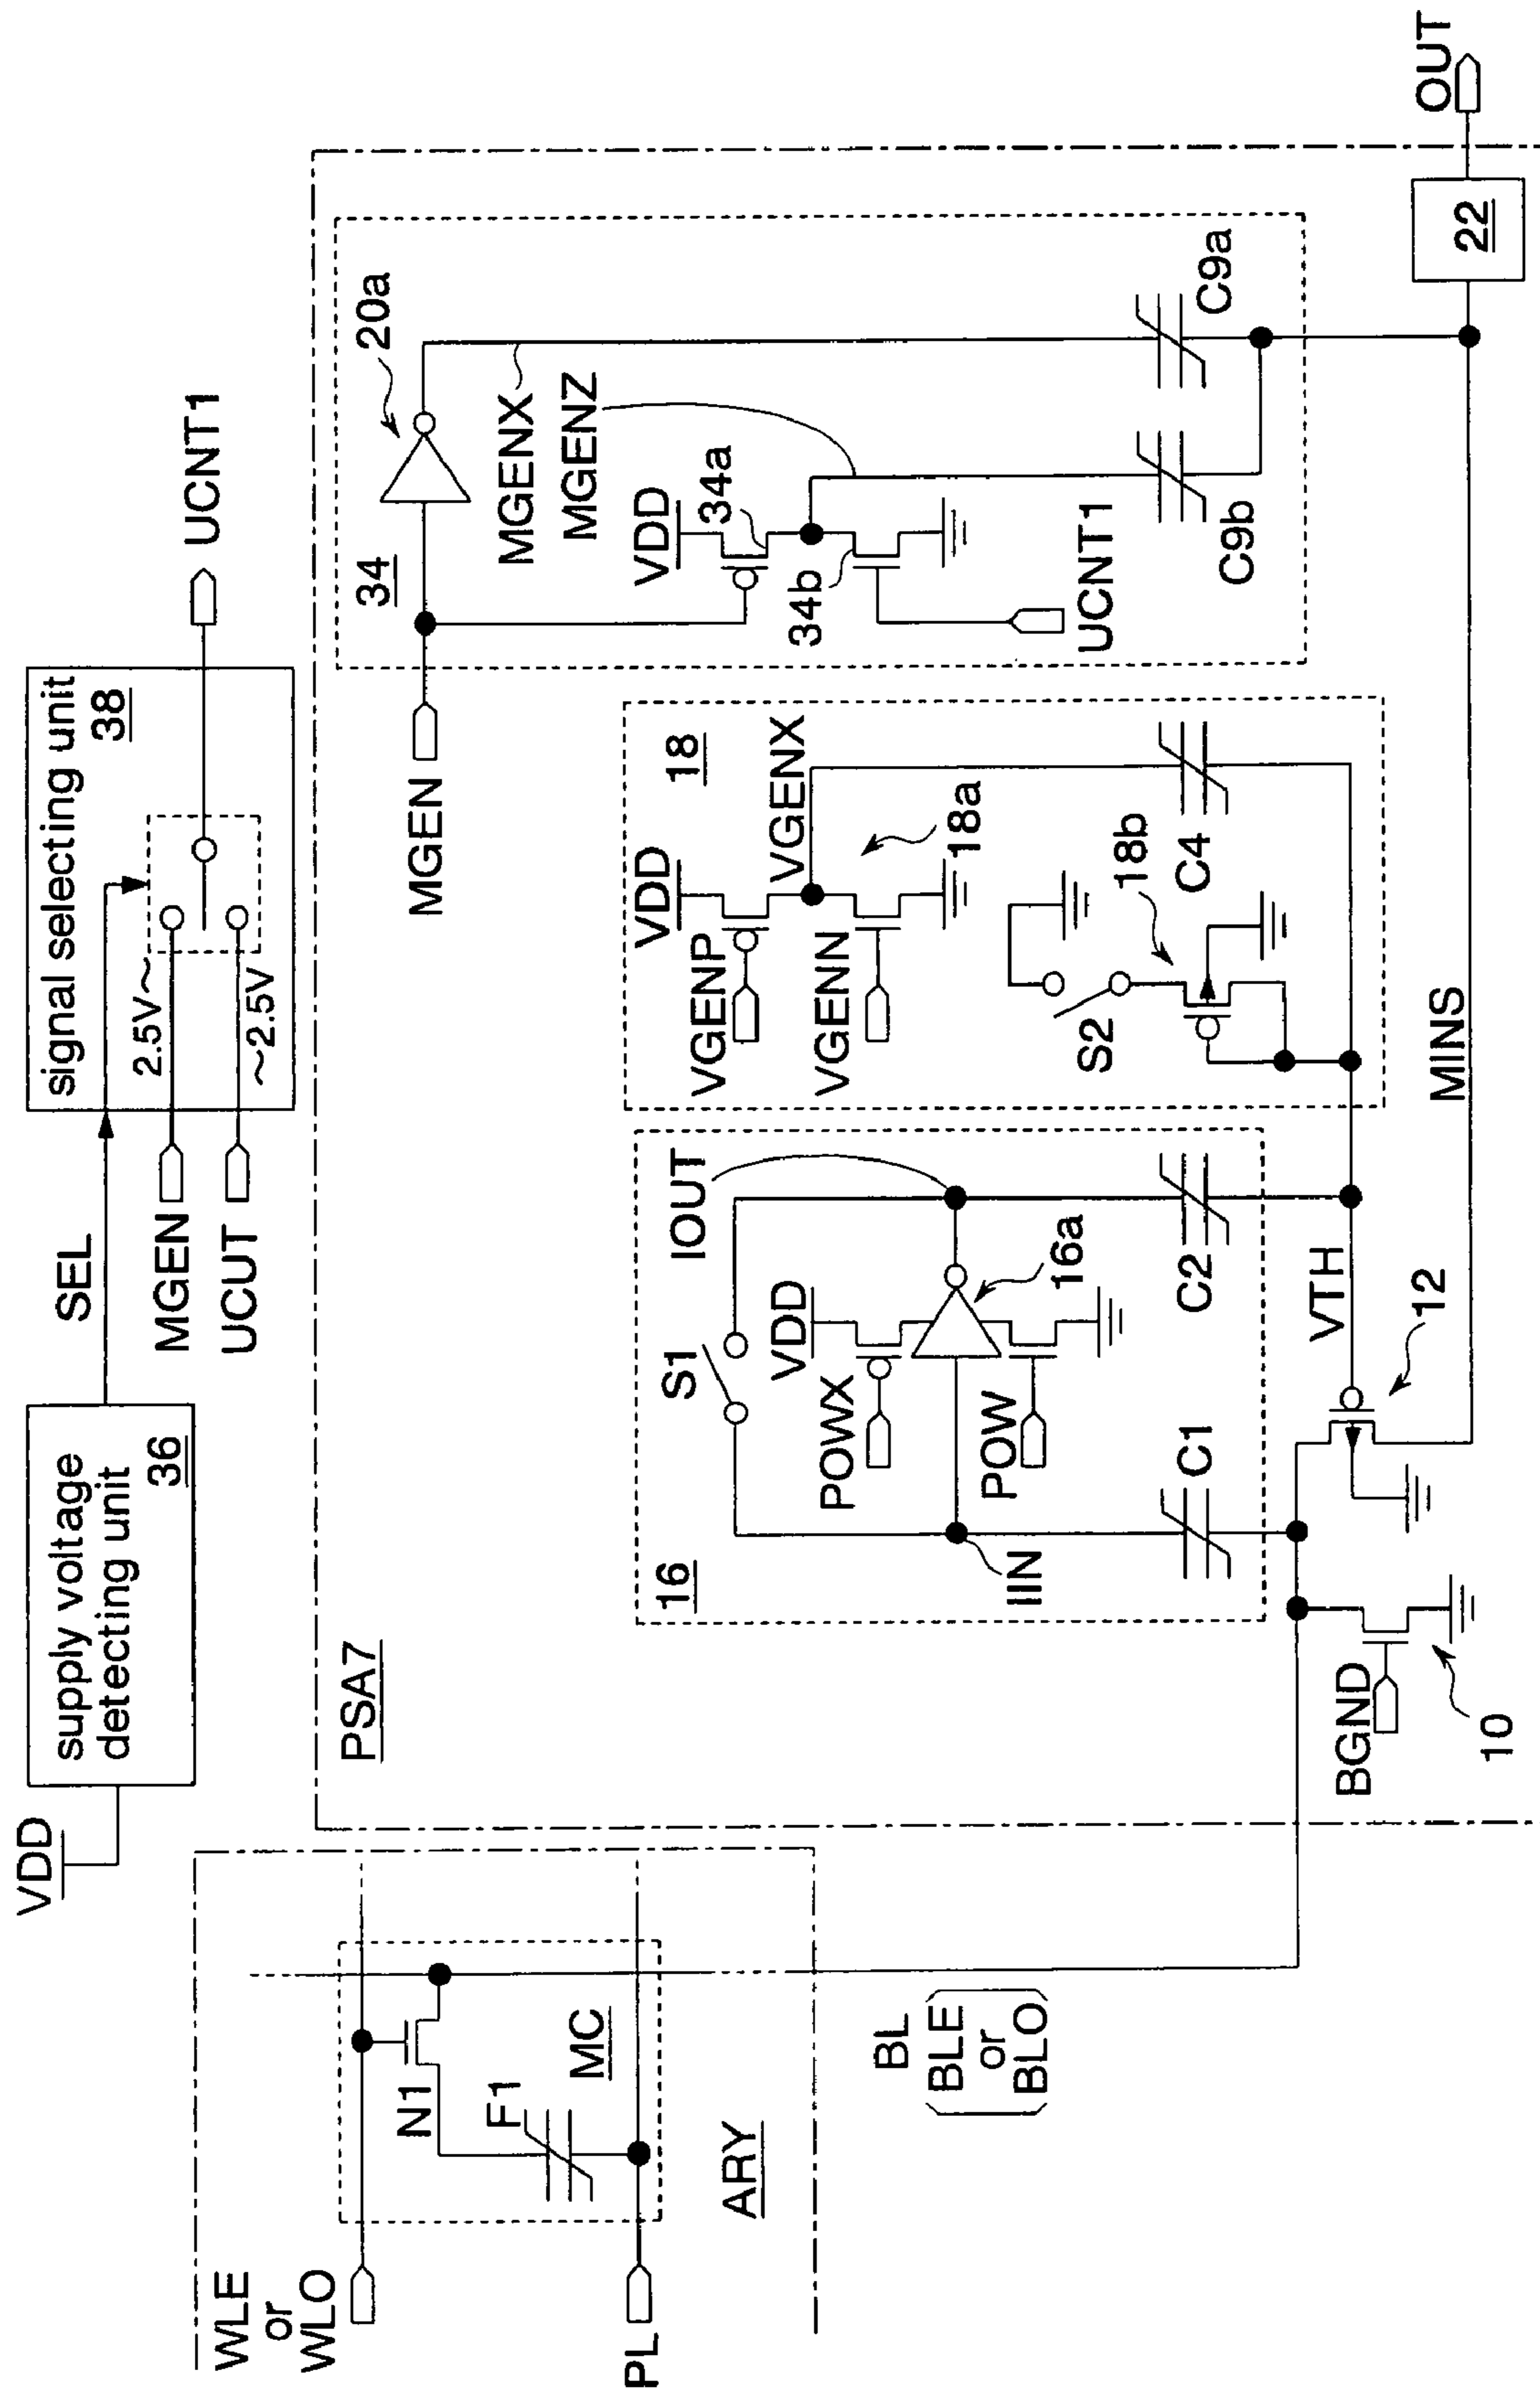 VDD
supply voltage
detecting unit
36
SEL
MGEN
UCUT
signal selecting unit
38
2.5V~
~2.5V
UCNT1
WLE
or
WLO
PL
N1
F1
MC
ARY
BL
BLE
or
BLO
PSA7
16
S1
IOUT
VDD
POWX
POW
16a
IIN
C1
C2
BGND
10
VTH
12
MINS
18
VDD
VGENP
VGENN
VGENX
18a
S2
18b
C4
MGEN
34
20a
MGENX
MGENZ
VDD
34a
34b
UCNT1
C9b
C9a
22
OUT